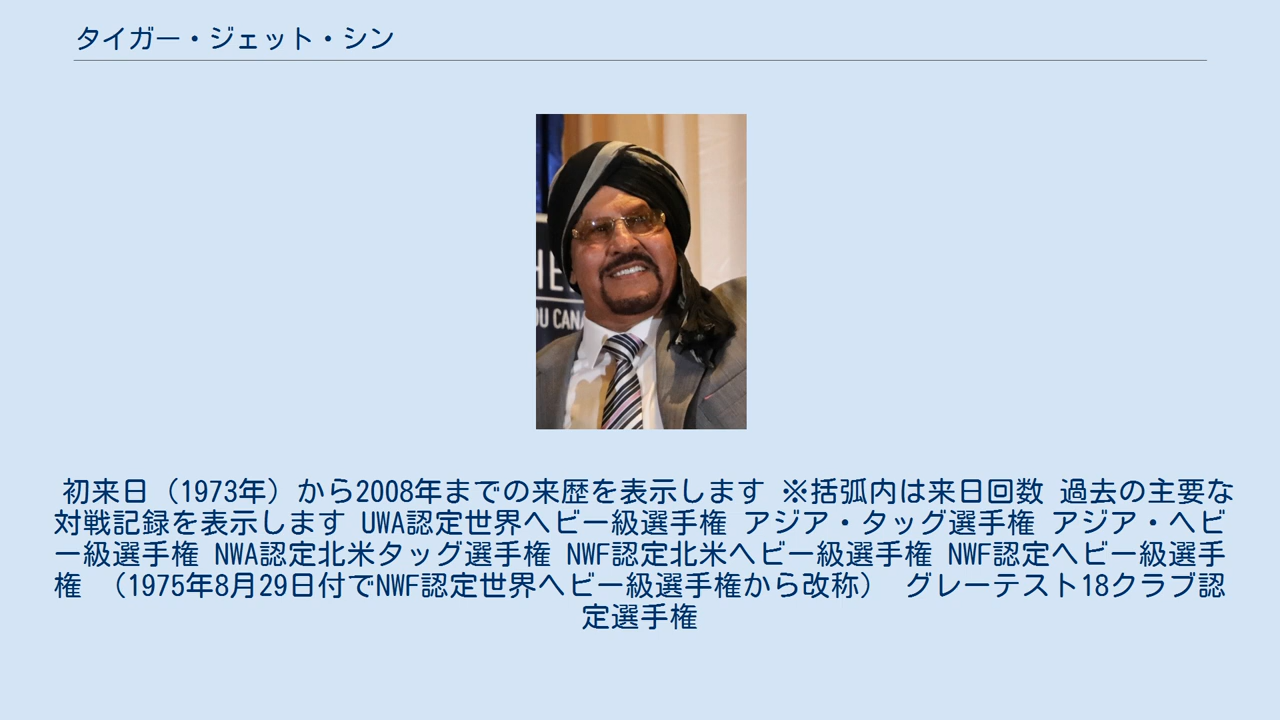 タイガー・ジェット・シン
HE
DU CANA
初来日（1973年）から2008年までの来歴を表示します ※括弧内は来日回数 過去の主要な
対戦記録を表示します UWA認定世界ヘビー級選手権 アジア・タッグ選手権 アジア・ヘビ
ー級選手権 NWA認定北米タッグ選手権 NWF認定北米ヘビー級選手権 NWF認定ヘビー級選手
権 （1975年8月29日付でNWF認定世界ヘビー級選手権から改称） グレーテスト18クラブ認
定選手権